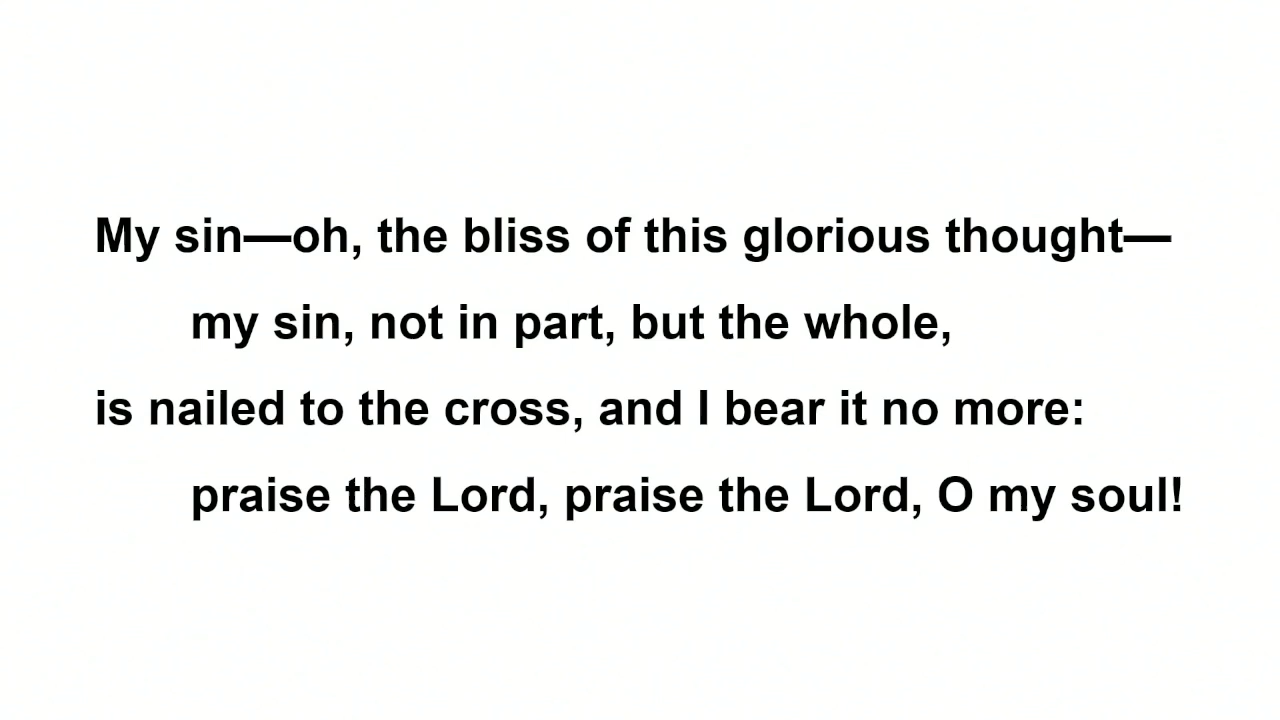 My sin—oh, the bliss of this glorious thought—
my sin, not in part, but the whole,
is nailed to the cross, and I bear it no more:
praise the Lord, praise the Lord, O my soul!